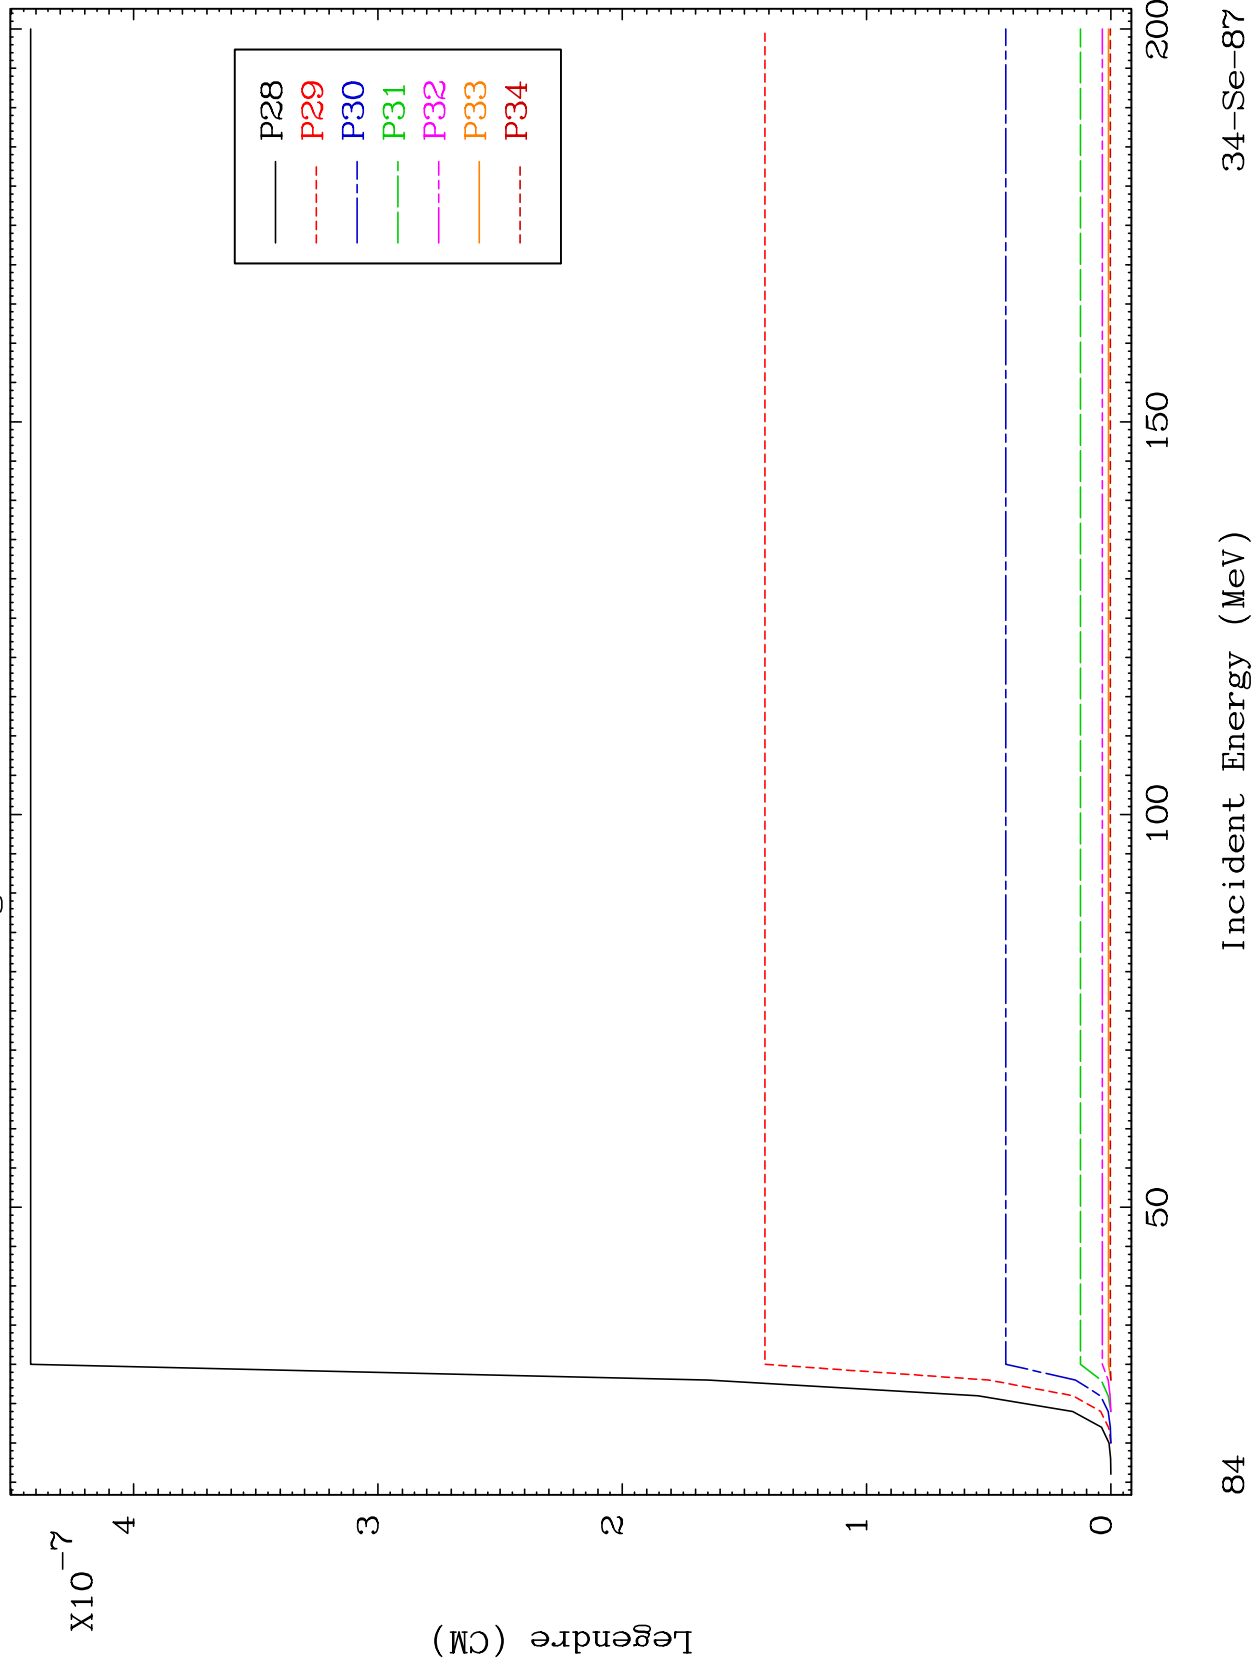 X10-7
Legendre (CM)
4
3
2
1
0
P28
P29
P30
P31
P32
P33
P34
50
100
150
200
Incident Energy (MeV)
84
34-Se-87